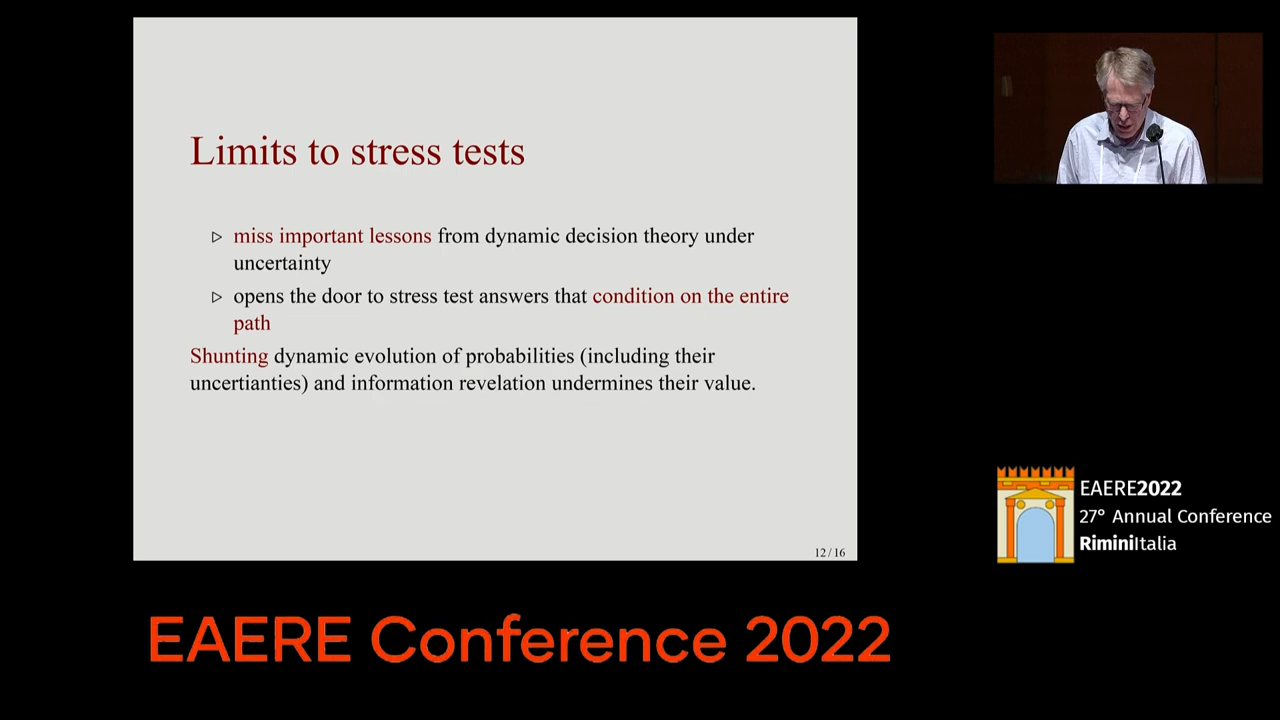 Limits to stress tests
▷ miss important lessons from dynamic decision theory under
uncertainty
▷ opens the door to stress test answers that condition on the entire
path
Shunting dynamic evolution of probabilities (including their
uncertianties) and information revelation undermines their value.
12 / 16
EAERE2022
27° Annual Conference
RiminiItalia
EAERE Conference 2022